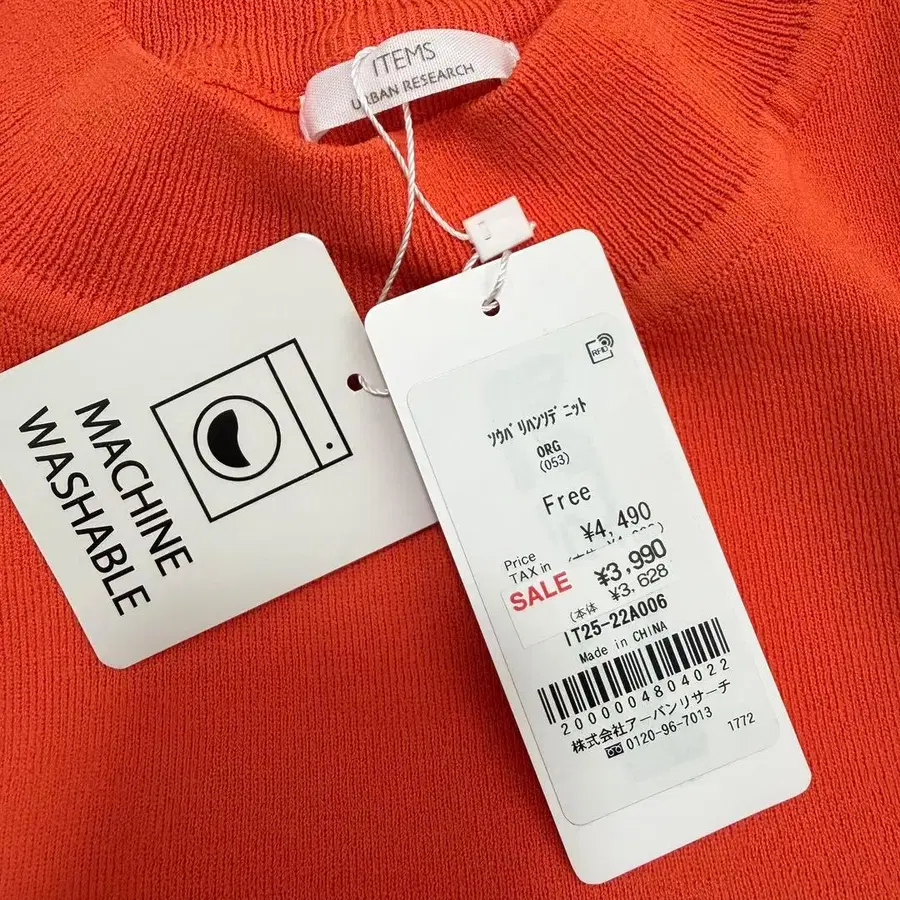 ITEMS
URBAN RESEARCH
MACHINE
WASHABLE
RFID
ソウバリハンソデニット
ORG
(053)
Free
¥4,490
Price
TAX in
SALE
¥3,990
(本体 ¥3,628
IT25-22A006
Made in CHINA
2000004804022
株式会社アーバンリサーチ
0120-96-7013
1772